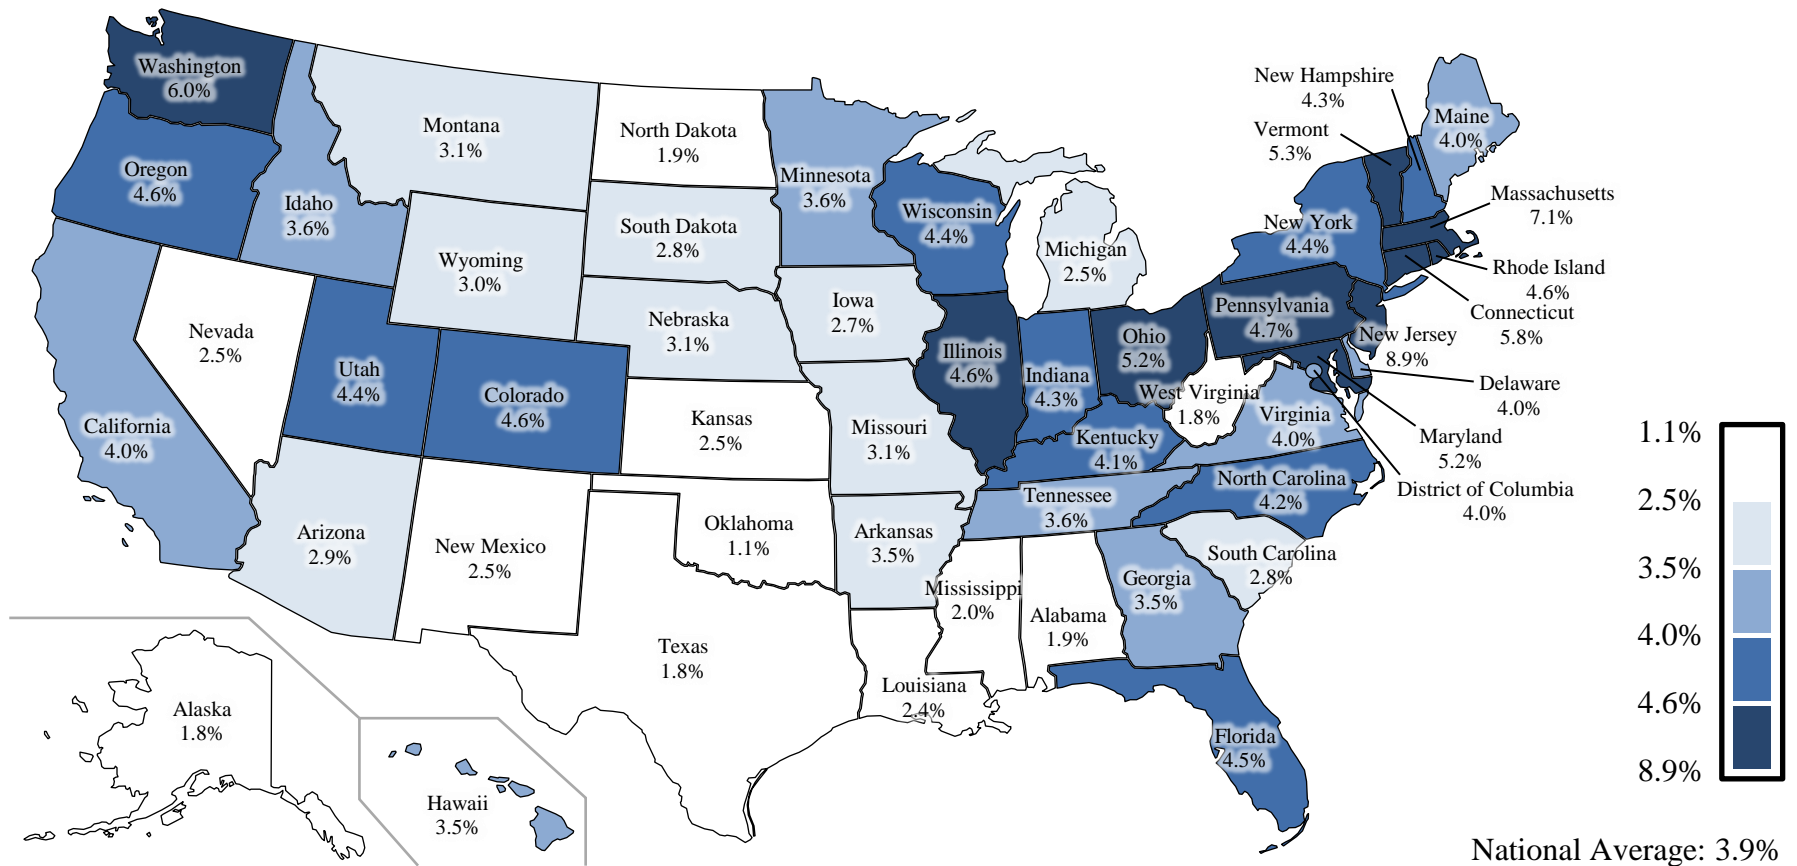 Washington
6.0%
Oregon
4.6%
California
4.0%
Idaho
3.6%
Nevada
2.5%
Montana
3.1%
Wyoming
3.0%
Utah
4.4%
Colorado
4.6%
Arizona
2.9%
New Mexico
2.5%
North Dakota
1.9%
South Dakota
2.8%
Nebraska
3.1%
Kansas
2.5%
Oklahoma
1.1%
Texas
1.8%
Minnesota
3.6%
Iowa
2.7%
Missouri
3.1%
Arkansas
3.5%
Louisiana
2.4%
Wisconsin
4.4%
Illinois
4.6%
Michigan
2.5%
Indiana
4.3%
Ohio
5.2%
Kentucky
4.1%
Tennessee
3.6%
Mississippi
2.0%
Alabama
1.9%
Georgia
3.5%
Florida
4.5%
South Carolina
2.8%
North Carolina
4.2%
Virginia
4.0%
West Virginia
1.8%
Pennsylvania
4.7%
New York
4.4%
New Hampshire
4.3%
Vermont
5.3%
Maine
4.0%
Massachusetts
7.1%
Rhode Island
4.6%
Connecticut
5.8%
New Jersey
8.9%
Delaware
4.0%
Maryland
5.2%
District of Columbia
4.0%
Alaska
1.8%
Hawaii
3.5%
1.1%
2.5%
3.5%
4.0%
4.6%
8.9%
National Average: 3.9%